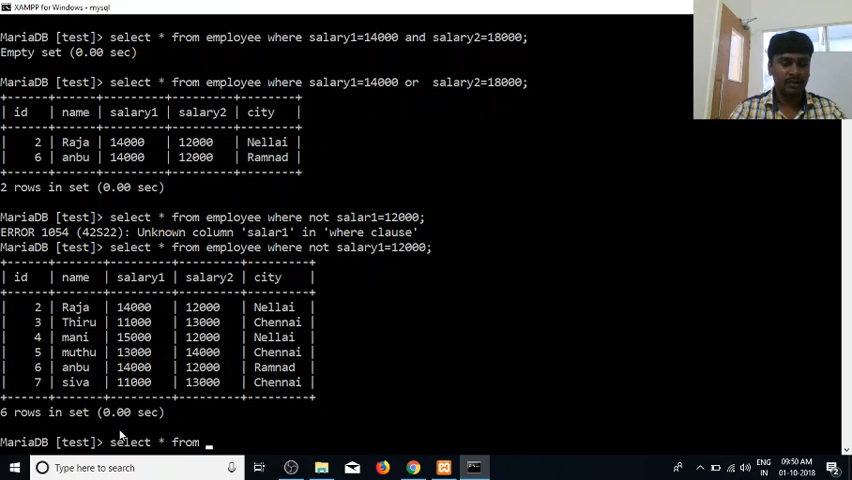 XAMPP for Windows - mysql
MariaDB [test]> select * from employee where salary1=14000 and salary2=18000;
Empty set (0.00 sec)
MariaDB [test]> select * from employee where salary1=14000 or  salary2=18000;
+------+-------+---------+---------+--------+
| id   | name  | salary1 | salary2 | city   |
+------+-------+---------+---------+--------+
|    2 | Raja  | 14000   | 12000   | Nellai |
|    6 | anbu  | 14000   | 12000   | Ramnad |
+------+-------+---------+---------+--------+
2 rows in set (0.00 sec)
MariaDB [test]> select * from employee where not salar1=12000;
ERROR 1054 (42S22): Unknown column 'salar1' in 'where clause'
MariaDB [test]> select * from employee where not salary1=12000;
+------+-------+---------+---------+---------+
| id   | name  | salary1 | salary2 | city    |
+------+-------+---------+---------+---------+
|    2 | Raja  | 14000   | 12000   | Nellai  |
|    3 | Thiru | 11000   | 13000   | Chennai |
|    4 | mani  | 15000   | 12000   | Nellai  |
|    5 | muthu | 13000   | 14000   | Chennai |
|    6 | anbu  | 14000   | 12000   | Ramnad  |
|    7 | siva  | 11000   | 13000   | Chennai |
+------+-------+---------+---------+---------+
6 rows in set (0.00 sec)
MariaDB [test]> select * from _
Type here to search
ENG
IN
09:50 AM
01-10-2018
2